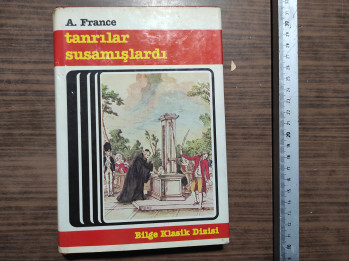 A. France
tanrılar
susamışlardı
Bilge Klasik Dizisi